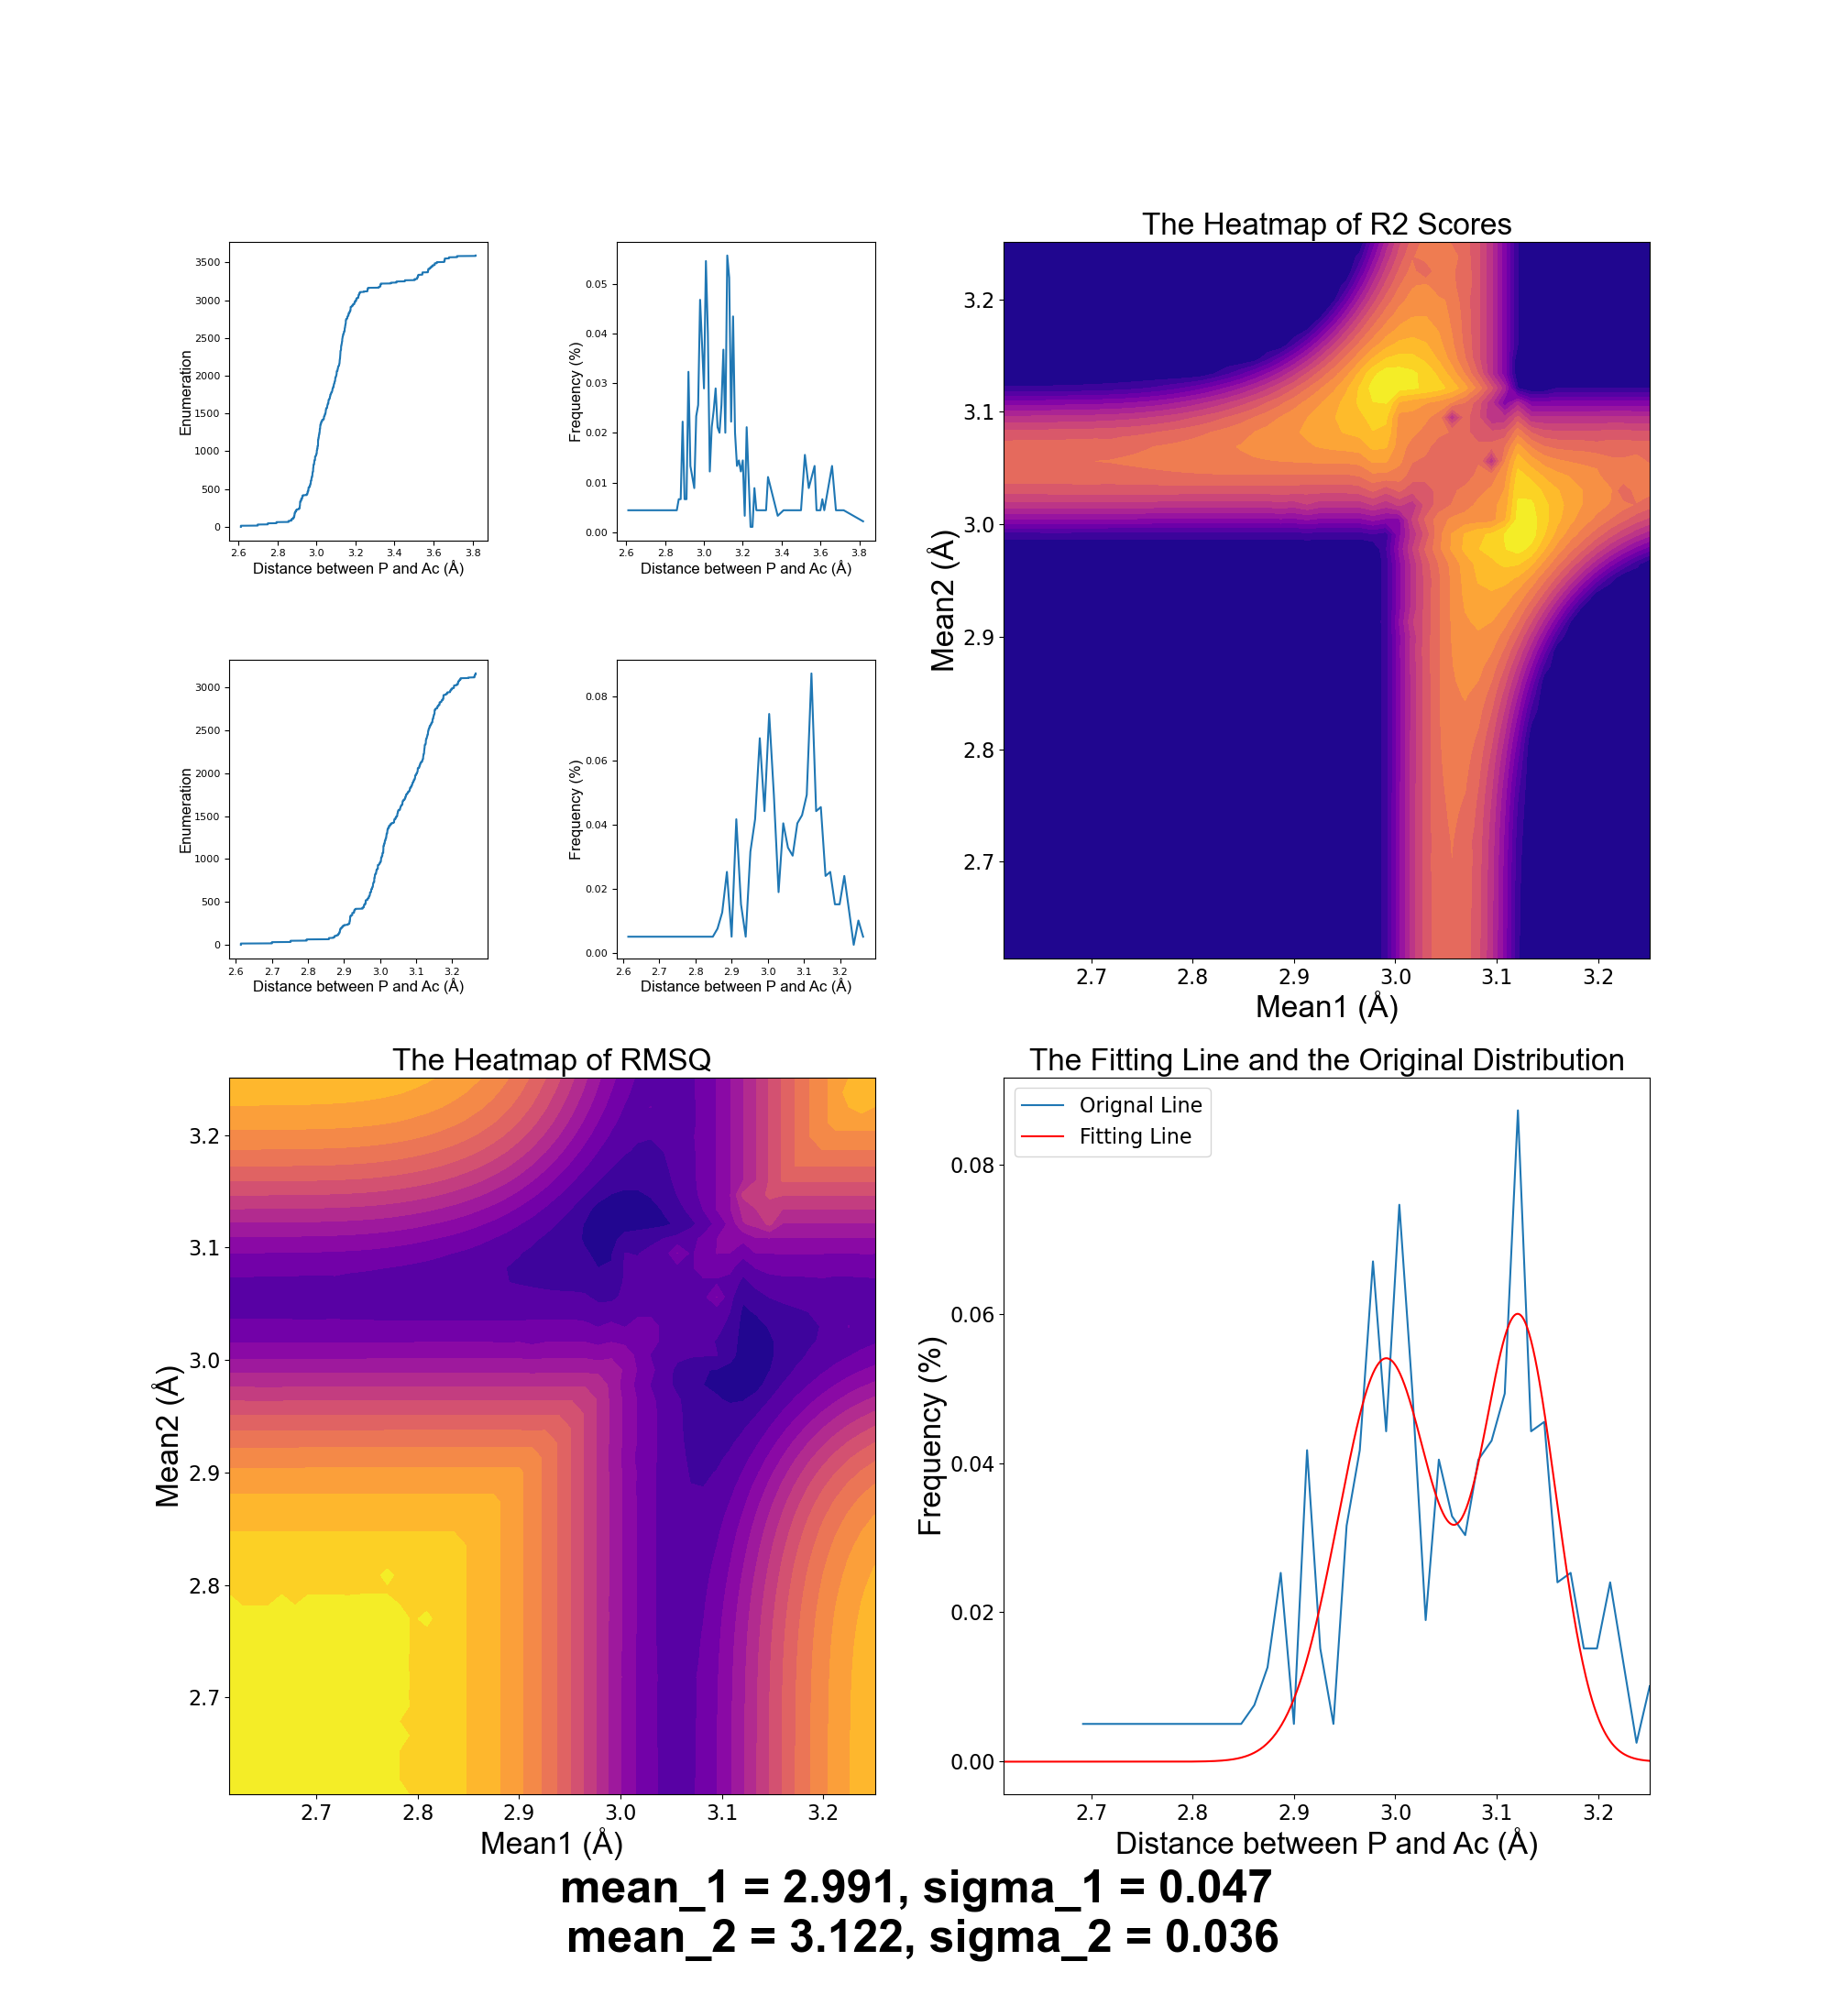 3500
3000
2500
2000
1500
1000
500
0
Enumeration
2.6 2.8 3.0 3.2 3.4 3.6 3.8
Distance between P and Ac (Å)
0.05
0.04
0.03
0.02
0.01
0.00
Frequency (%)
2.6 2.8 3.0 3.2 3.4 3.6 3.8
Distance between P and Ac (Å)
3000
2500
2000
1500
1000
500
0
Enumeration
2.6 2.7 2.8 2.9 3.0 3.1 3.2
Distance between P and Ac (Å)
0.08
0.06
0.04
0.02
0.00
Frequency (%)
2.6 2.7 2.8 2.9 3.0 3.1 3.2
Distance between P and Ac (Å)
The Heatmap of R2 Scores
3.2
3.1
3.0
2.9
2.8
2.7
Mean2 (Å)
2.7 2.8 2.9 3.0 3.1 3.2
Mean1 (Å)
The Heatmap of RMSQ
3.2
3.1
3.0
2.9
2.8
2.7
Mean2 (Å)
2.7 2.8 2.9 3.0 3.1 3.2
Mean1 (Å)
The Fitting Line and the Original Distribution
Orignal Line
Fitting Line
0.08
0.06
0.04
0.02
0.00
Frequency (%)
2.7 2.8 2.9 3.0 3.1 3.2
Distance between P and Ac (Å)
mean_1 = 2.991, sigma_1 = 0.047
mean_2 = 3.122, sigma_2 = 0.036